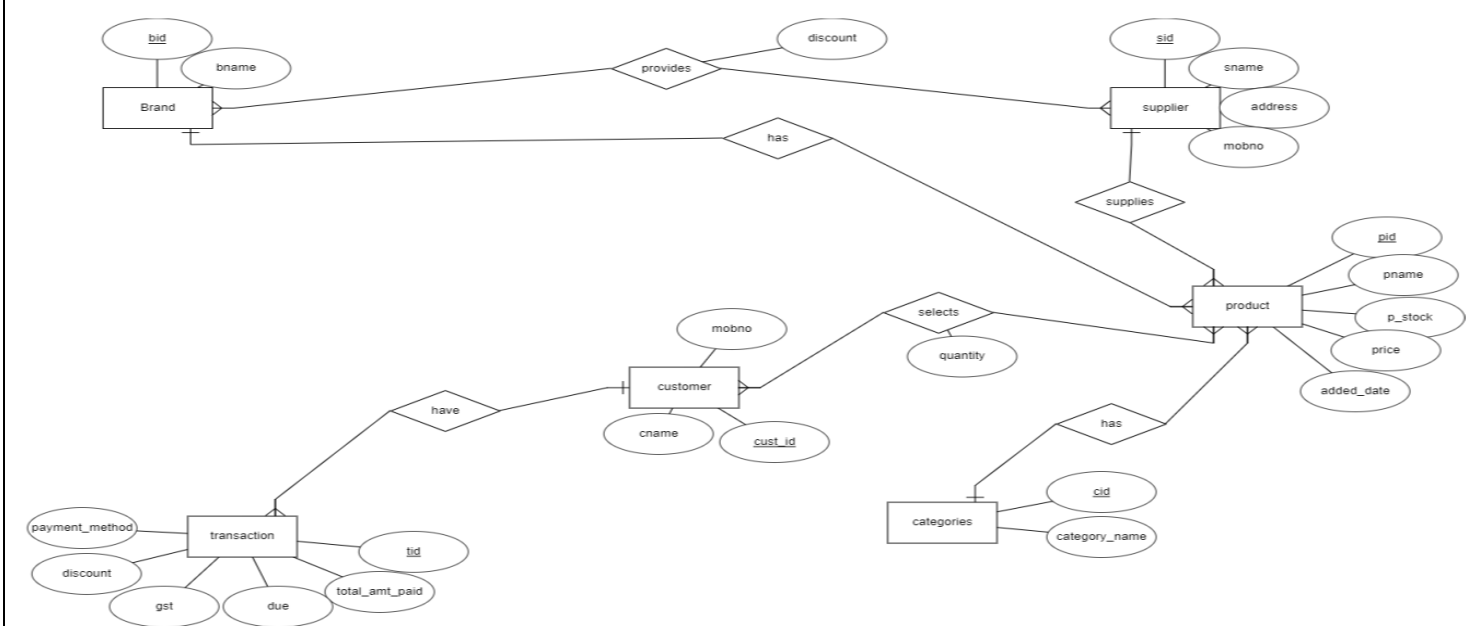 bid
discount
sid
bname
provides
sname
Brand
supplier
address
has
mobno
supplies
pid
pname
product
selects
p_stock
mobno
quantity
price
customer
added_date
have
cname
cust_id
has
cid
categories
payment_method
transaction
category_name
tid
discount
total_amt_paid
gst
due